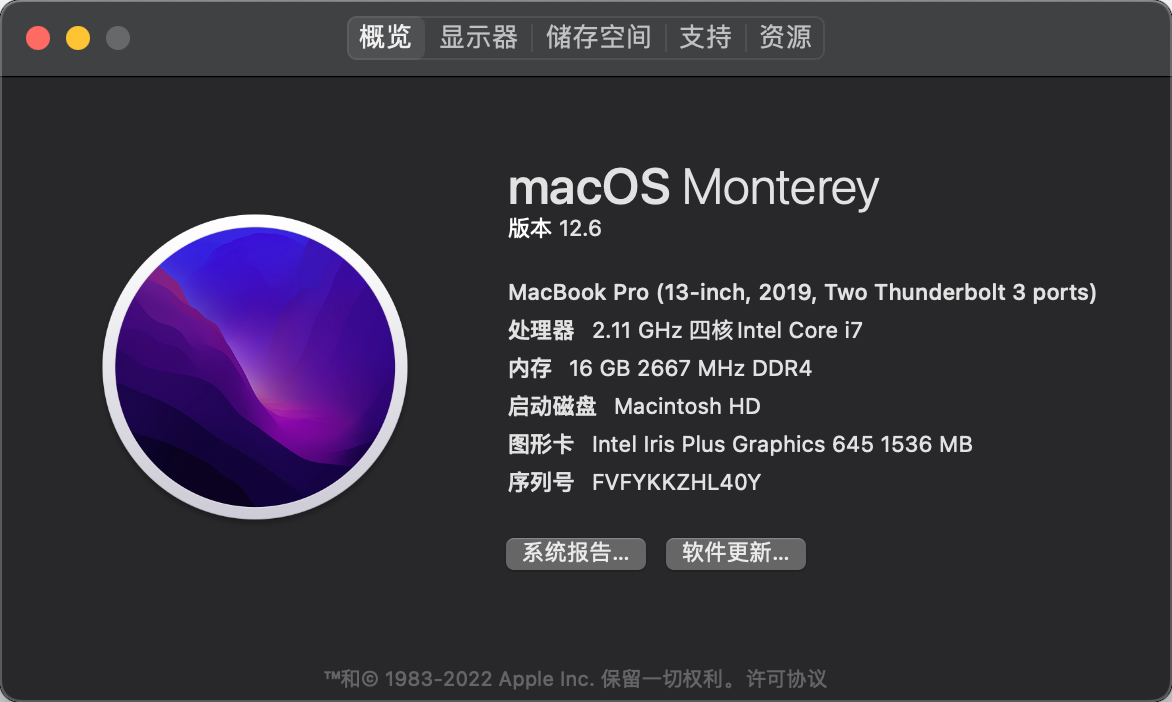 概览 显示器 储存空间 支持 资源
macOS Monterey
版本 12.6
MacBook Pro (13-inch, 2019, Two Thunderbolt 3 ports)
处理器 2.11 GHz 四核Intel Core i7
内存 16 GB 2667 MHz DDR4
启动磁盘 Macintosh HD
图形卡 Intel Iris Plus Graphics 645 1536 MB
序列号 FVFYKKZHL40Y
系统报告... 软件更新...
™和© 1983-2022 Apple Inc. 保留一切权利。许可协议